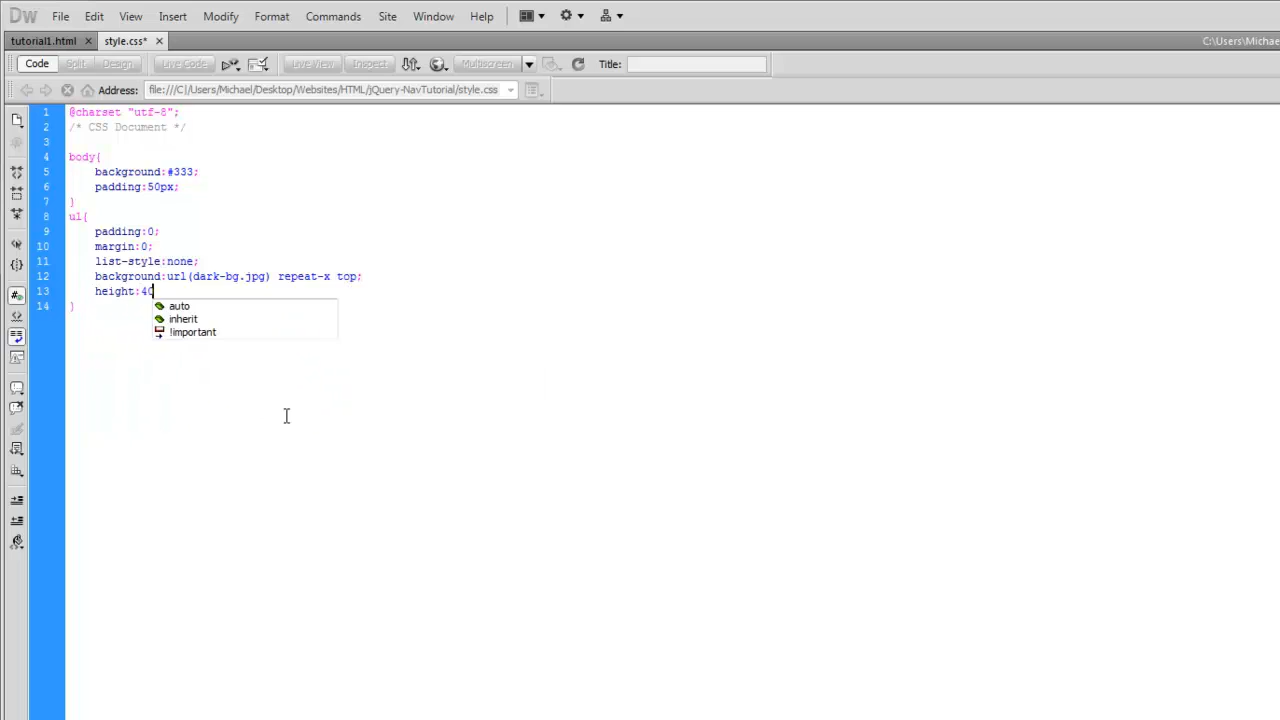 Dw File Edit View Insert Modify Format Commands Site Window Help
tutorial1.html style.css* C:\Users\Michae
Code Split Design Live Code Live View Inspect Multiscreen Title:
Address: file:///C|/Users/Michael/Desktop/Websites/HTML/jQuery-NavTutorial/style.css
1 @charset "utf-8";
2 /* CSS Document */
3
4 body{
5 background:#333;
6 padding:50px;
7 }
8 ul{
9 padding:0;
10 margin:0;
11 list-style:none;
12 background:url(dark-bg.jpg) repeat-x top;
13 height:40
14 }
auto
inherit
!important